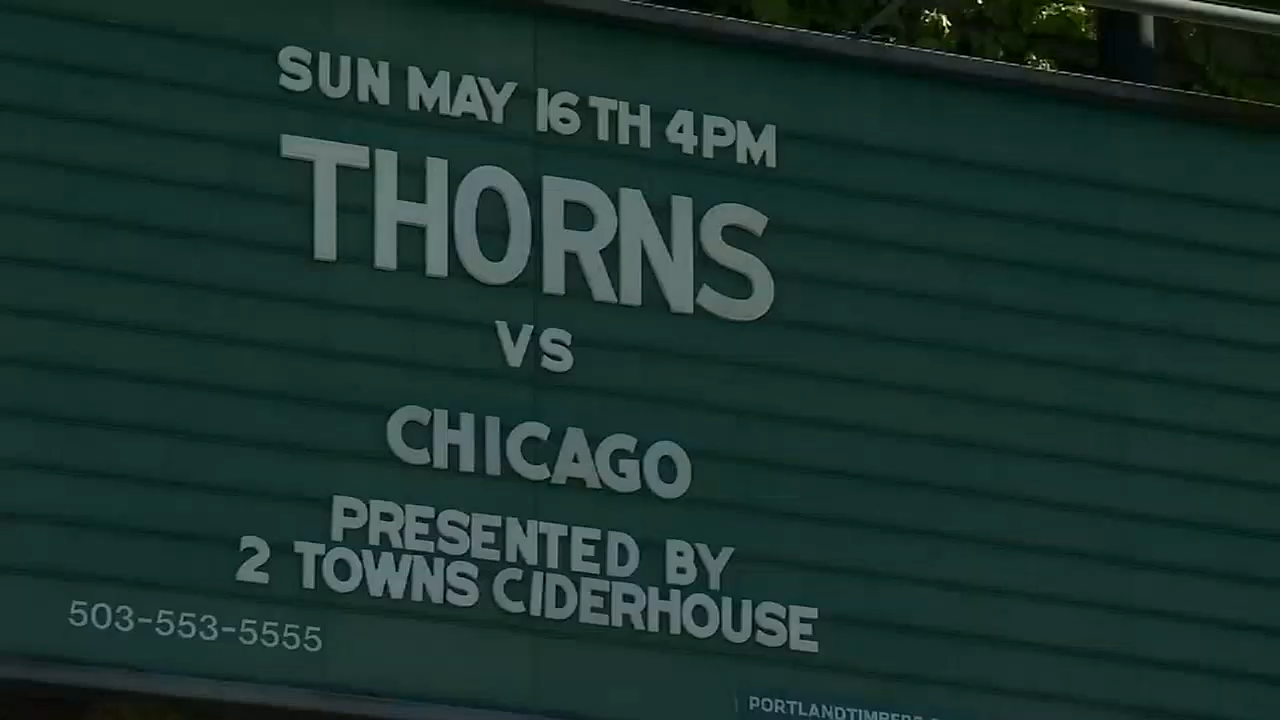 SUN MAY 16TH 4PM
THORNS
VS
CHICAGO
PRESENTED BY
2 TOWNS CIDERHOUSE
503-553-5555